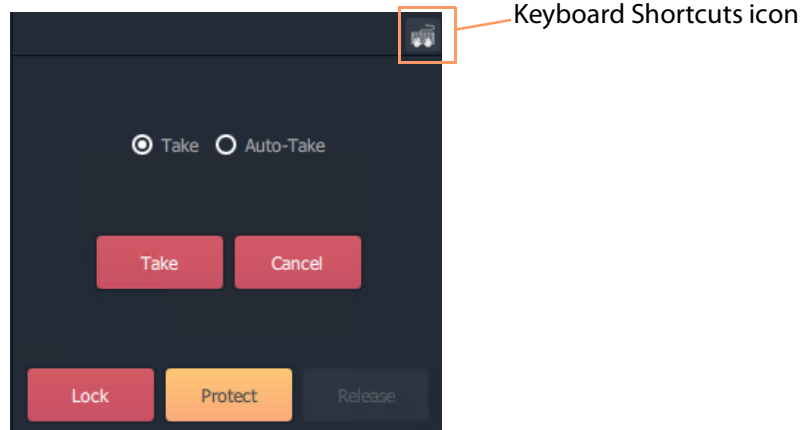 Keyboard Shortcuts icon
Take Auto-Take
Take Cancel
Lock Protect Release